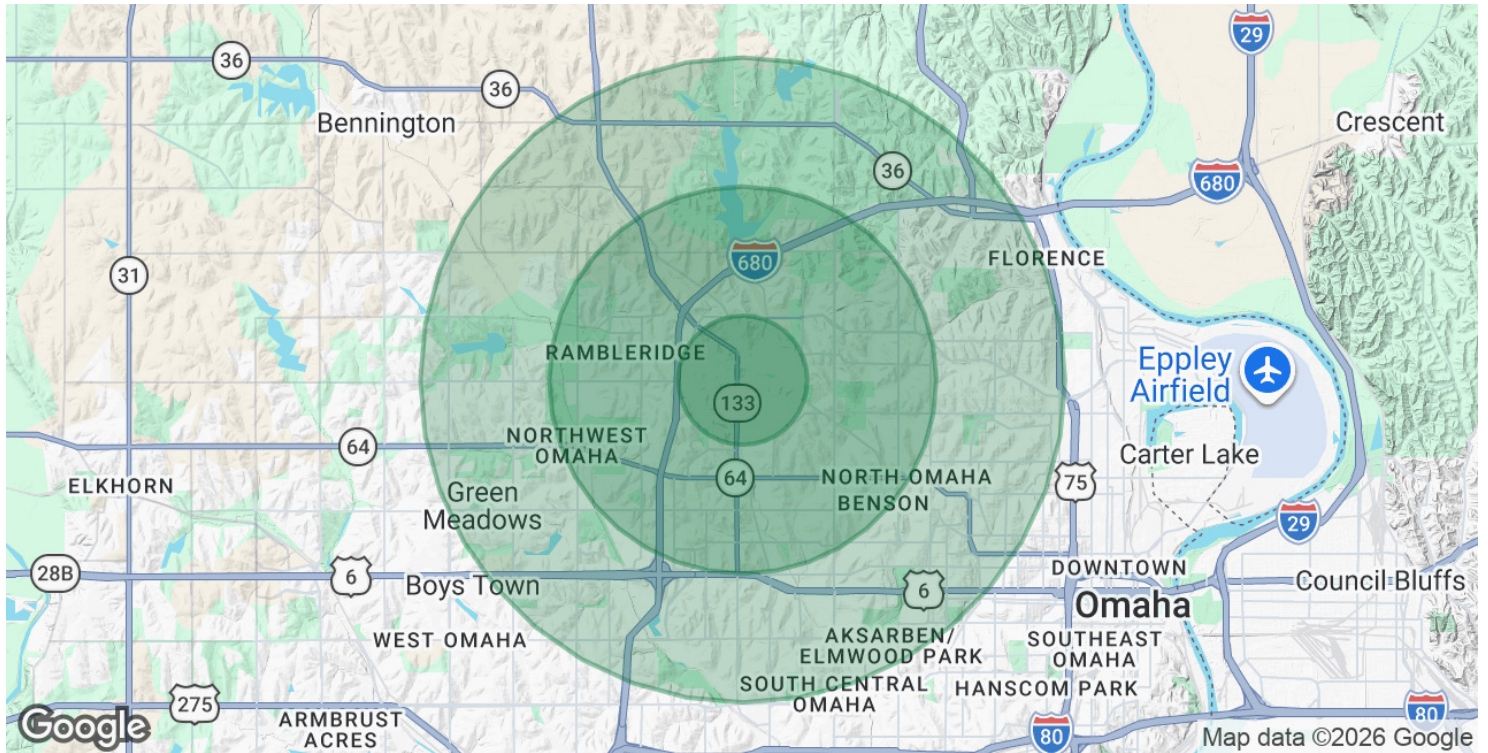 29
36
36
Bennington
Crescent
36
680
680
FLORENCE
31
RAMBLERIDGE
Eppley
Airfield
133
NORTHWEST
OMAHA
64
Carter Lake
ELKHORN
64
NORTH OMAHA
BENSON
75
Green
Meadows
29
DOWNTOWN
28B
6
Boys Town
6
Council Bluffs
Omaha
WEST OMAHA
AKSARBEN/
ELMWOOD PARK
SOUTHEAST
OMAHA
SOUTH CENTRAL
OMAHA
HANSCOM PARK
275
ARMBRUST
ACRES
80
80
Google
Map data ©2026 Google